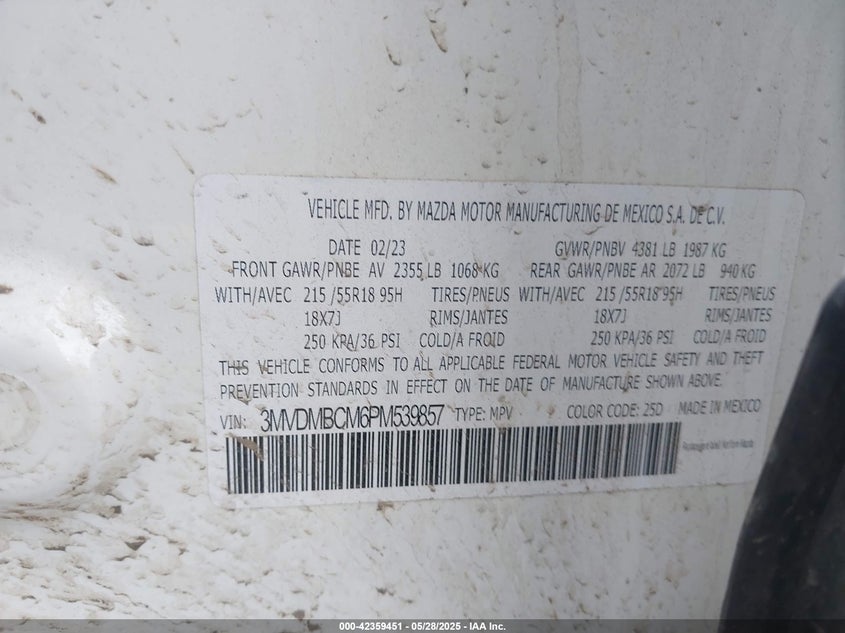 VEHICLE MFD. BY MAZDA MOTOR MANUFACTURING DE MEXICO S.A. DE C.V.
DATE 02/23 GVWR/PNBV 4381 LB 1987 KG
FRONT GAWR/PNBE AV 2355 LB 1068 KG REAR GAWR/PNBE AR 2072 LB 940 KG
WITH/AVEC 215 /55R18 95H TIRES/PNEUS WITH/AVEC 215 /55R18 95H TIRES/PNEUS
18X7J RIMS/JANTES 18X7J RIMS/JANTES
250 KPA/36 PSI COLD/A FROID 250 KPA/36 PSI COLD/A FROID
THIS VEHICLE CONFORMS TO ALL APPLICABLE FEDERAL MOTOR VEHICLE SAFETY AND THEFT
PREVENTION STANDARDS IN EFFECT ON THE DATE OF MANUFACTURE SHOWN ABOVE.
VIN: 3MVDMBCM6PM539857 TYPE: MPV COLOR CODE: 25D MADE IN MEXICO
000-42359451 - 05/28/2025 - IAA Inc.